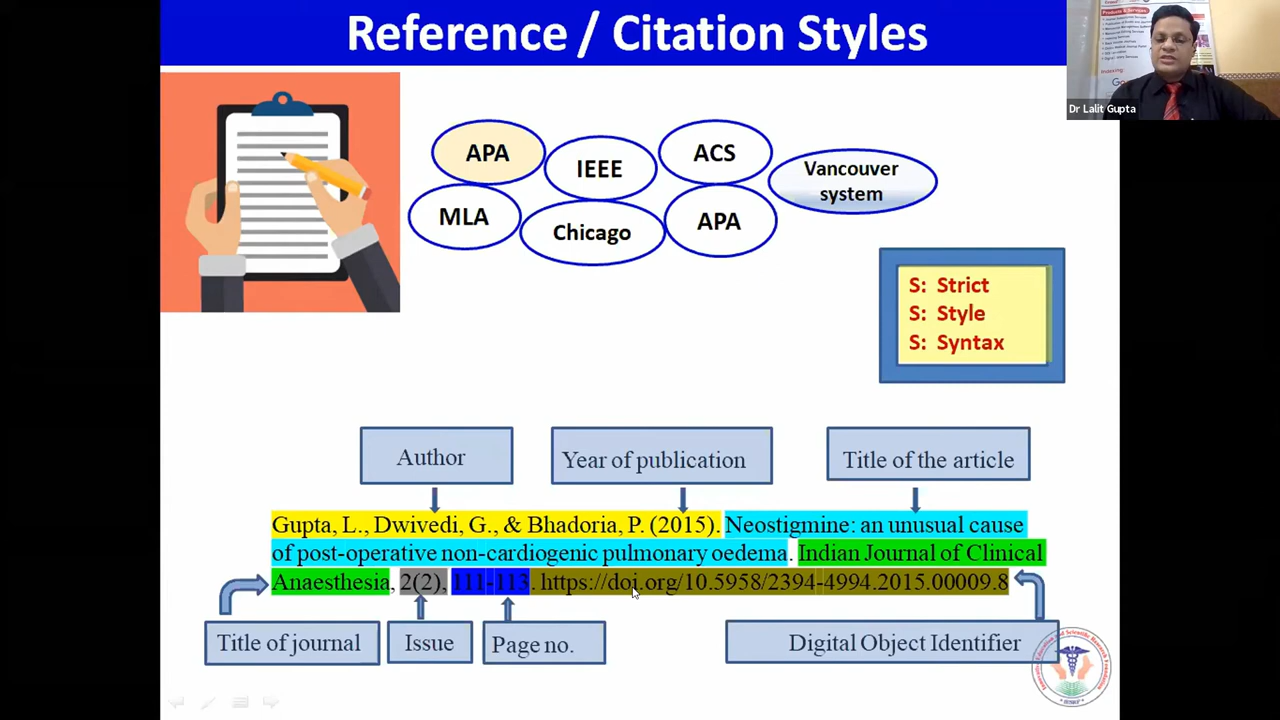 Reference / Citation Styles
Products & Services
Indexing:
Dr Lalit Gupta
APA
IEEE
ACS
Vancouver
system
MLA
Chicago
APA
S: Strict
S: Style
S: Syntax
Author
Year of publication
Title of the article
Gupta, L., Dwivedi, G., & Bhadoria, P. (2015). Neostigmine: an unusual cause
of post-operative non-cardiogenic pulmonary oedema. Indian Journal of Clinical
Anaesthesia, 2(2), 111-113. https://doi.org/10.5958/2394-4994.2015.00009.8
Title of journal
Issue
Page no.
Digital Object Identifier